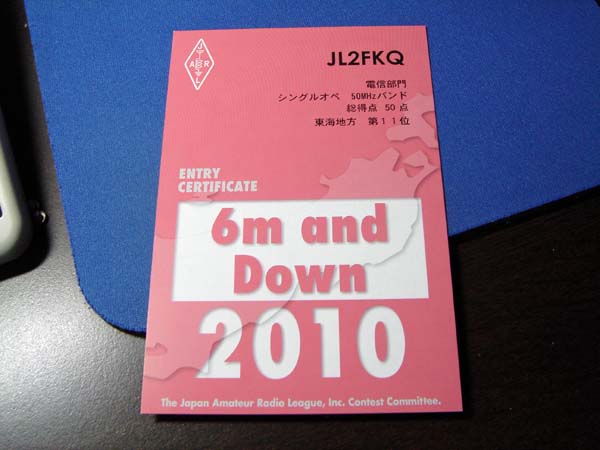 J
A R
L
JL2FKQ
電信部門
シングルオペ 50MHzバンド
総得点 50点
東海地方 第11位
ENTRY
CERTIFICATE
6m and
Down
2010
The Japan Amateur Radio League, Inc. Contest Committee.